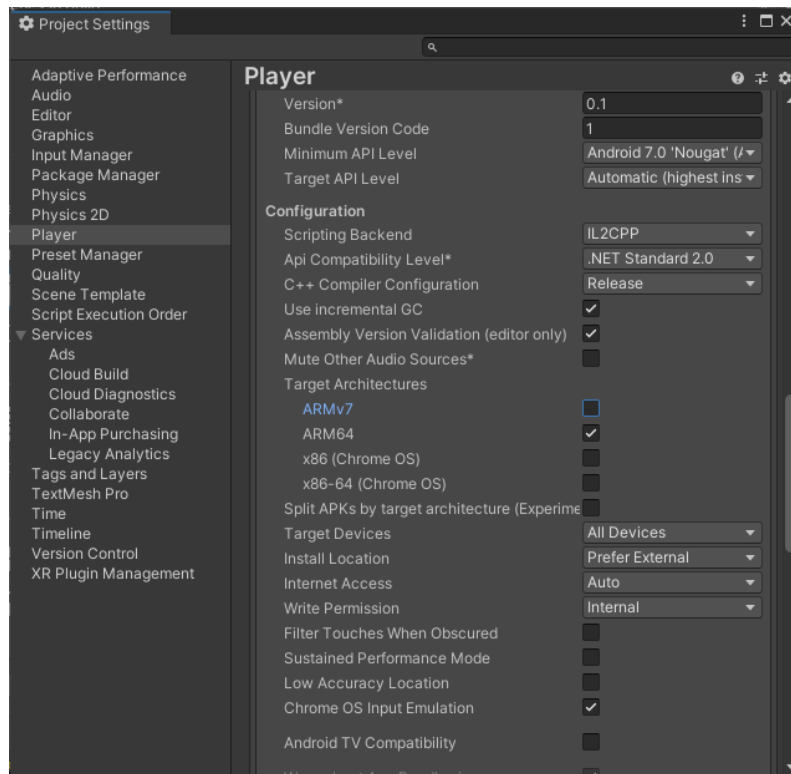 Project Settings
Adaptive Performance
Audio
Editor
Graphics
Input Manager
Package Manager
Physics
Physics 2D
Player
Preset Manager
Quality
Scene Template
Script Execution Order
Services
Ads
Cloud Build
Cloud Diagnostics
Collaborate
In-App Purchasing
Legacy Analytics
Tags and Layers
TextMesh Pro
Time
Timeline
Version Control
XR Plugin Management
Player
Version* 0.1
Bundle Version Code 1
Minimum API Level Android 7.0 'Nougat' (A
Target API Level Automatic (highest ins
Configuration
Scripting Backend IL2CPP
Api Compatibility Level* .NET Standard 2.0
C++ Compiler Configuration Release
Use incremental GC
Assembly Version Validation (editor only)
Mute Other Audio Sources*
Target Architectures
ARMv7
ARM64
x86 (Chrome OS)
x86-64 (Chrome OS)
Split APKs by target architecture (Experime
Target Devices All Devices
Install Location Prefer External
Internet Access Auto
Write Permission Internal
Filter Touches When Obscured
Sustained Performance Mode
Low Accuracy Location
Chrome OS Input Emulation
Android TV Compatibility